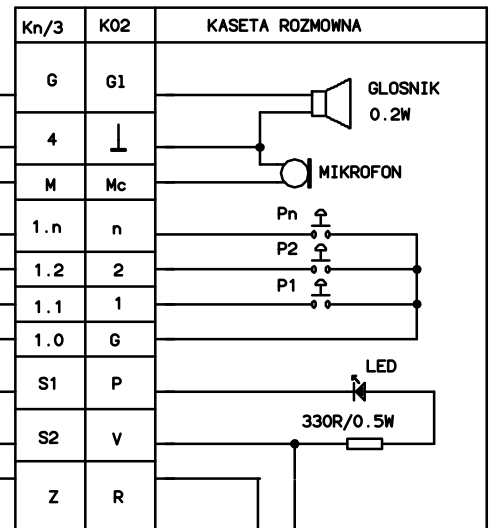 Kn/3 K02 KASETA ROZMOWNA
G G1 GLOSNIK
0.2W
4 ⊥
M Mc MIKROFON
1.n n Pn
1.2 2 P2
1.1 1 P1
1.0 G
S1 P LED
330R/0.5W
S2 V
Z R